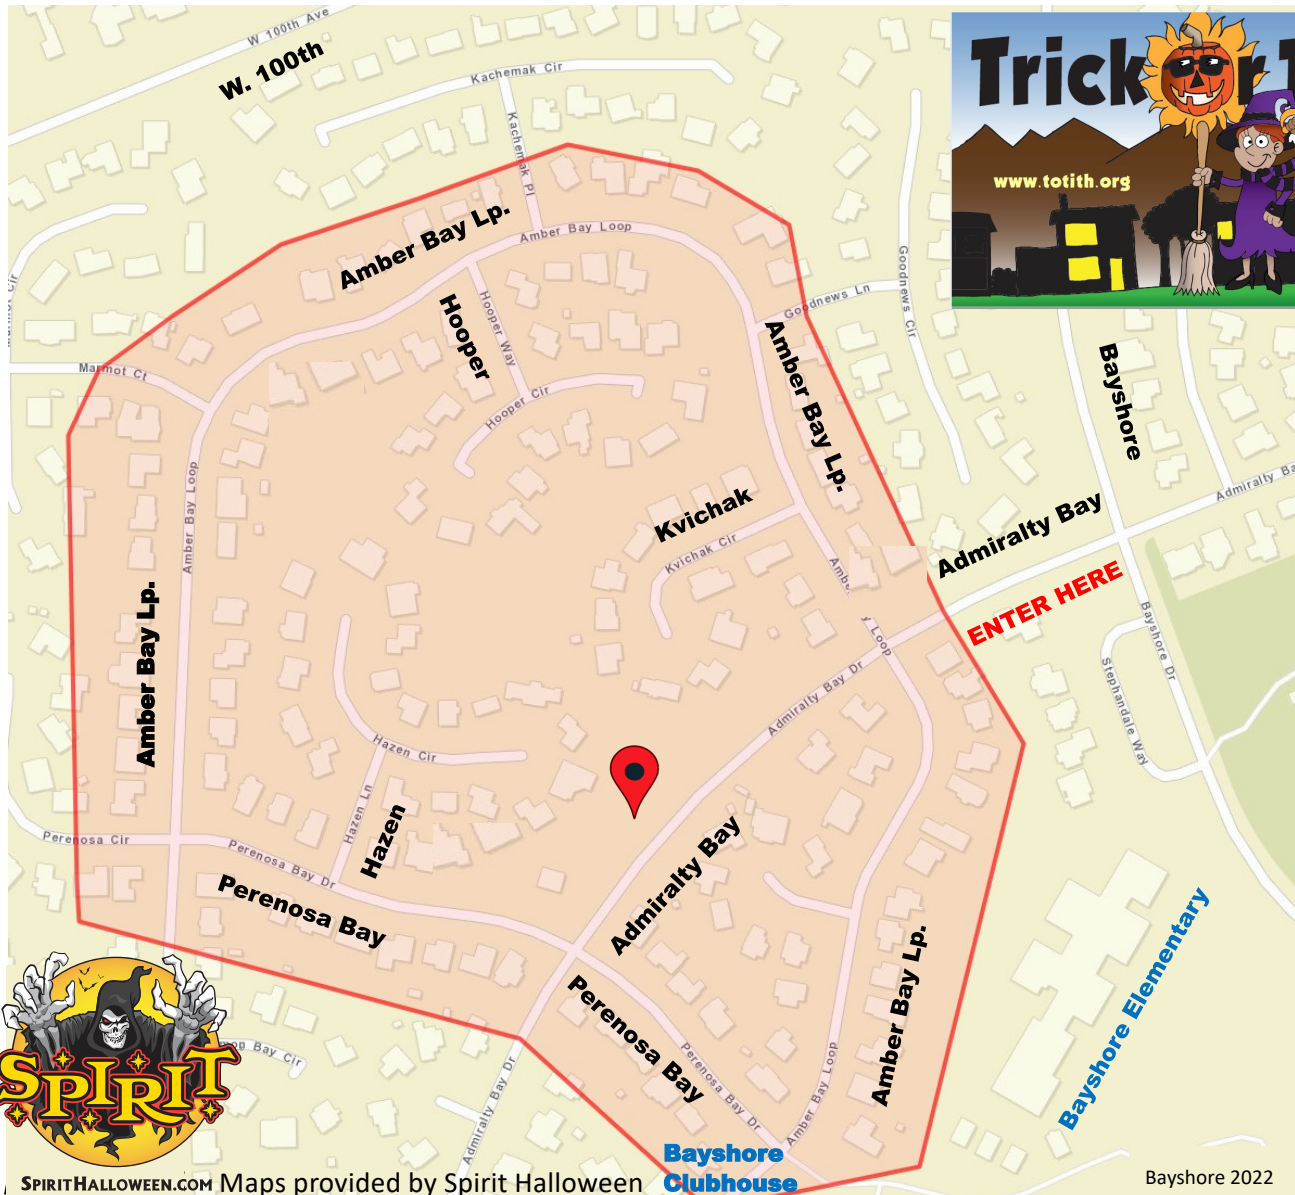 W 100th Ave
W. 100th
Kachemak Cir
Kachemak Pl
Trick or T
www.totith.org
Amber Bay Lp.
Amber Bay Loop
Goodnews Ln
Goodnews Cir
Hooper
Hooper Way
Hooper Cir
Marmot Ct
Amber Bay Lp.
Bayshore
Amber Bay Loop
Kvichak
Kvichak Cir
Admiralty Bay
Admiralty Ba
ENTER HERE
Bayshore Dr
Stephandale Way
Amber Bay Lp.
Admiralty Bay Dr
Hazen Cir
Hazen Ln
Hazen
Perenosa Cir
Perenosa Bay Dr
Perenosa Bay
Admiralty Bay
Amber Bay Lp.
Bayshore Elementary
Perenosa Bay
Perenosa Bay Dr
Amber Bay Loop
Admiralty Bay Dr
Bay Cir
SPIRIT
SPIRITHALLOWEEN.COM
Maps provided by Spirit Halloween
Bayshore
Clubhouse
Bayshore 2022